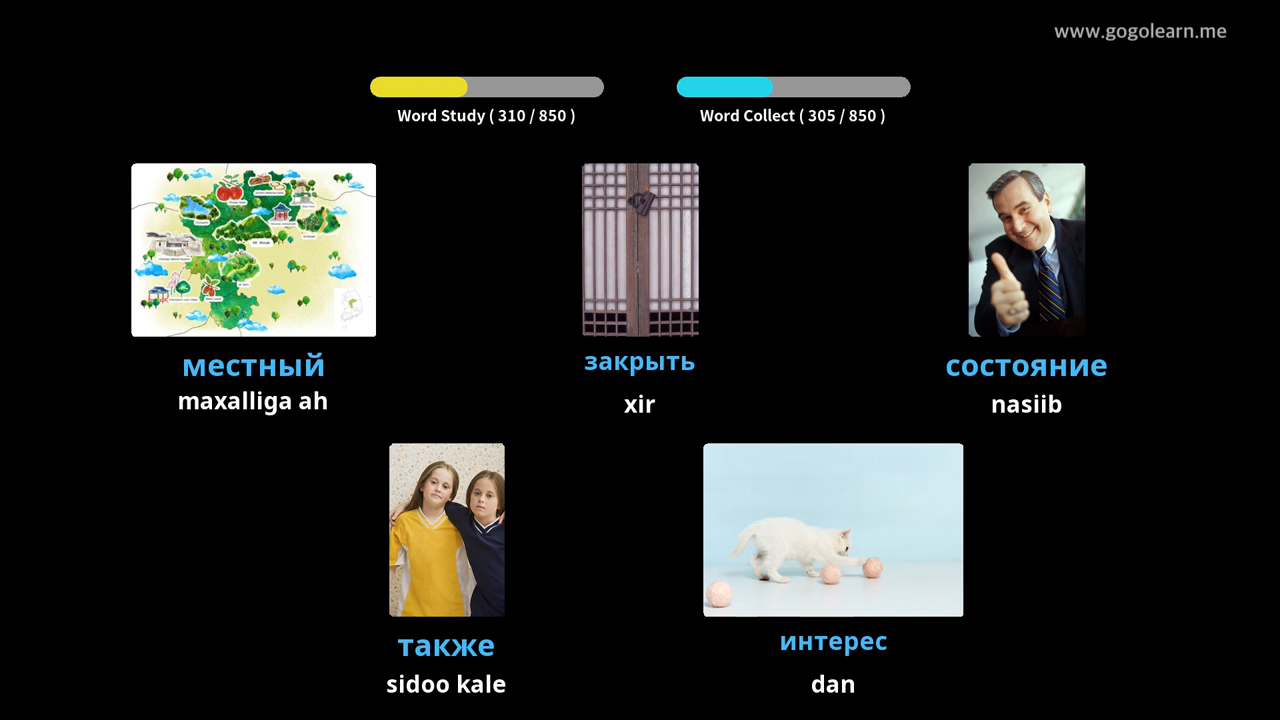 www.gogolearn.me
Word Study ( 310 / 850 )
Word Collect ( 305 / 850 )
местный
maxalliga ah
закрыть
xir
состояние
nasiib
также
sidoo kale
интерес
dan